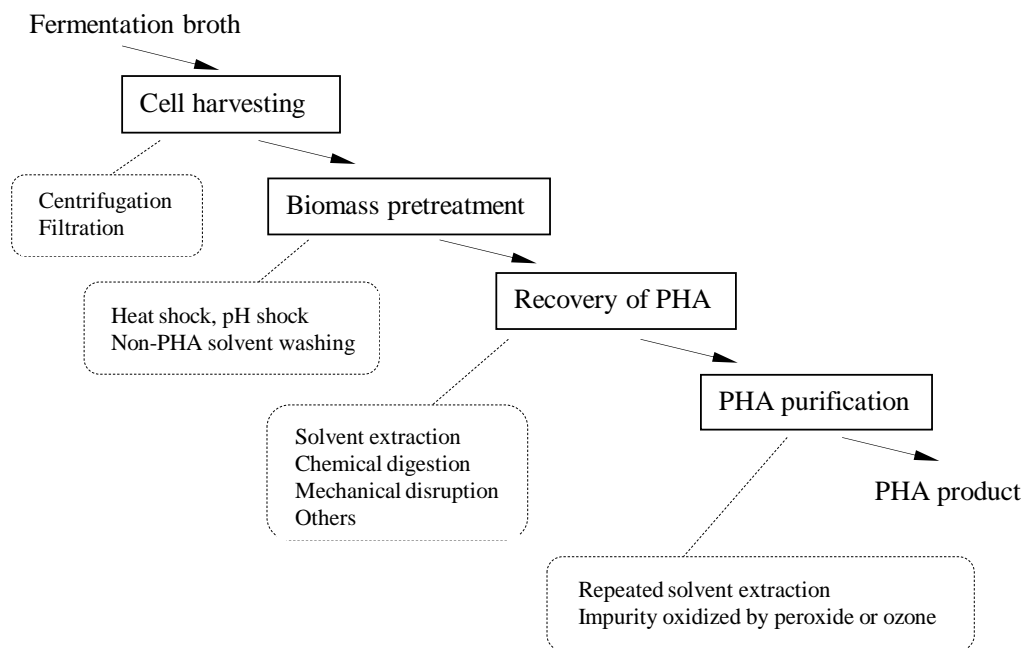 Fermentation broth
Cell harvesting
Centrifugation
Filtration
Biomass pretreatment
Heat shock, pH shock
Non-PHA solvent washing
Recovery of PHA
Solvent extraction
Chemical digestion
Mechanical disruption
Others
PHA purification
PHA product
Repeated solvent extraction
Impurity oxidized by peroxide or ozone